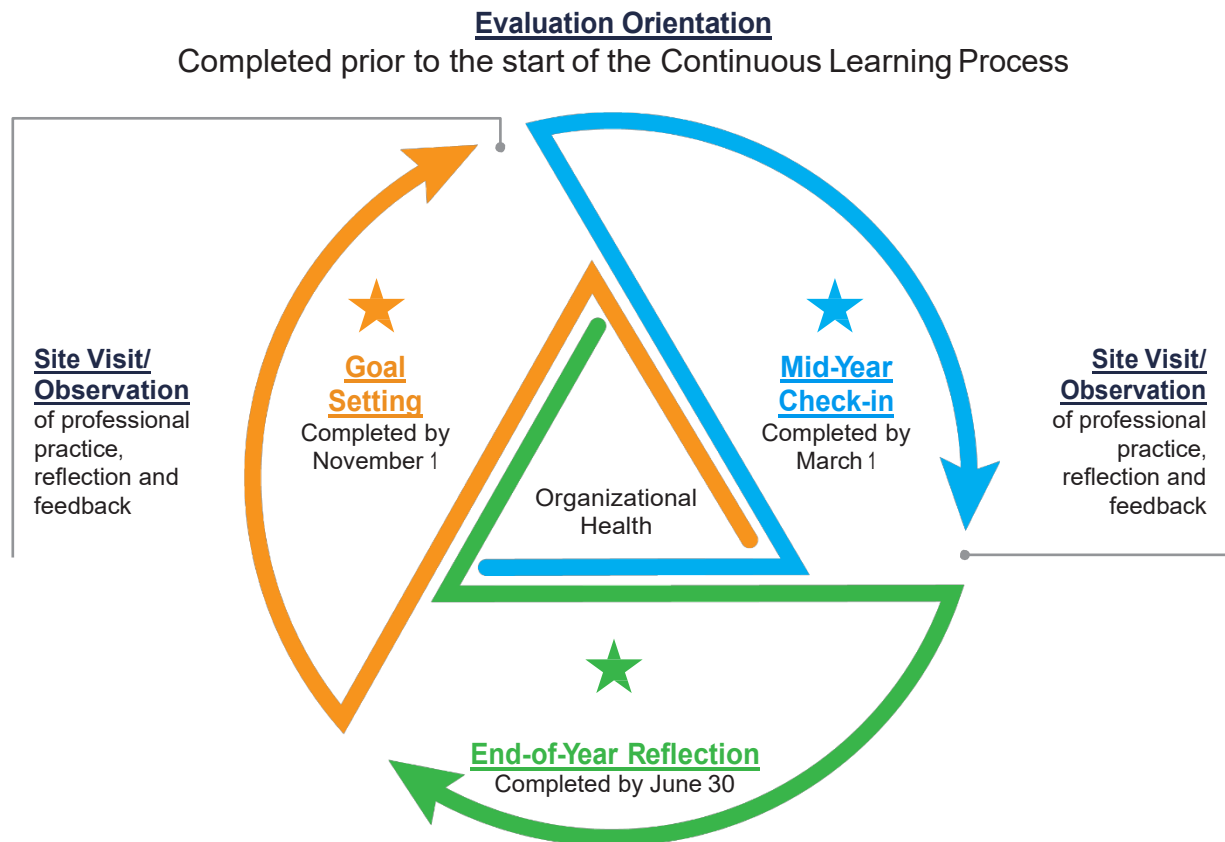 Evaluation Orientation
Completed prior to the start of the Continuous Learning Process
Site Visit/
Observation
of professional
practice,
reflection and
feedback
Goal
Setting
Completed by
November 1
Mid-Year
Check-in
Completed by
March 1
Site Visit/
Observation
of professional
practice,
reflection and
feedback
Organizational
Health
End-of-Year Reflection
Completed by June 30